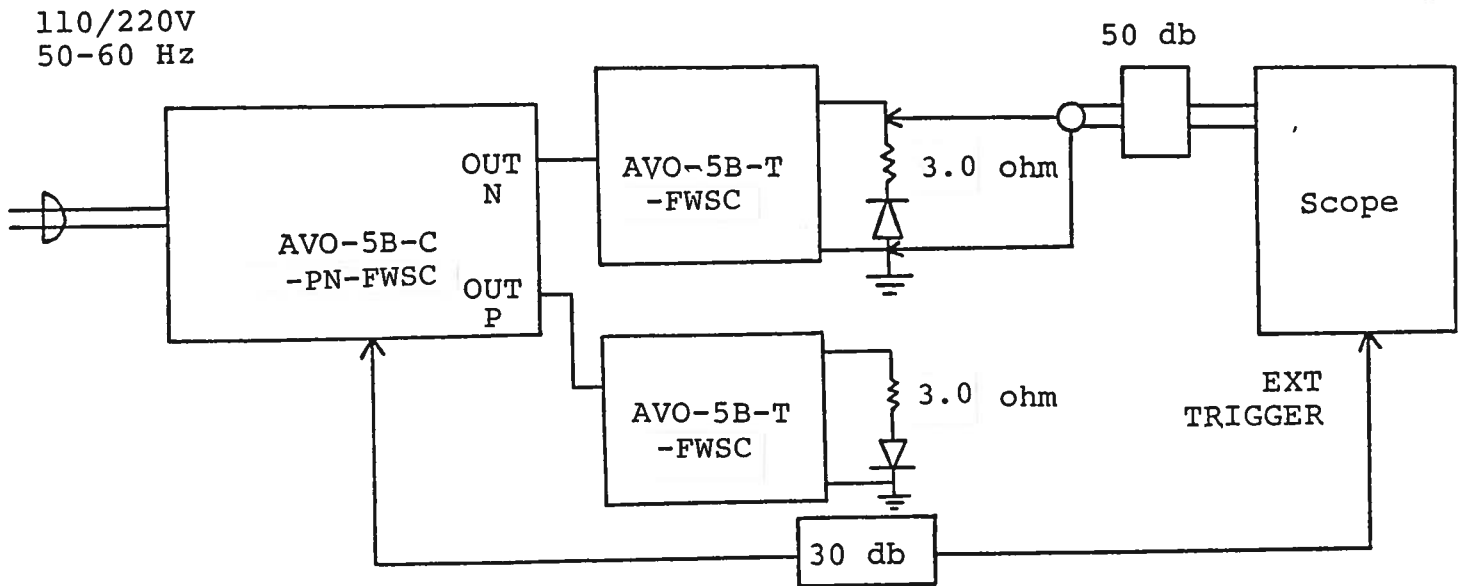 110/220V
50-60 Hz
50 db
OUT
N
AVO-5B-T
-FWSC
3.0 ohm
Scope
AVO-5B-C
-PN-FWSC
OUT
P
AVO-5B-T
-FWSC
3.0 ohm
EXT
TRIGGER
30 db